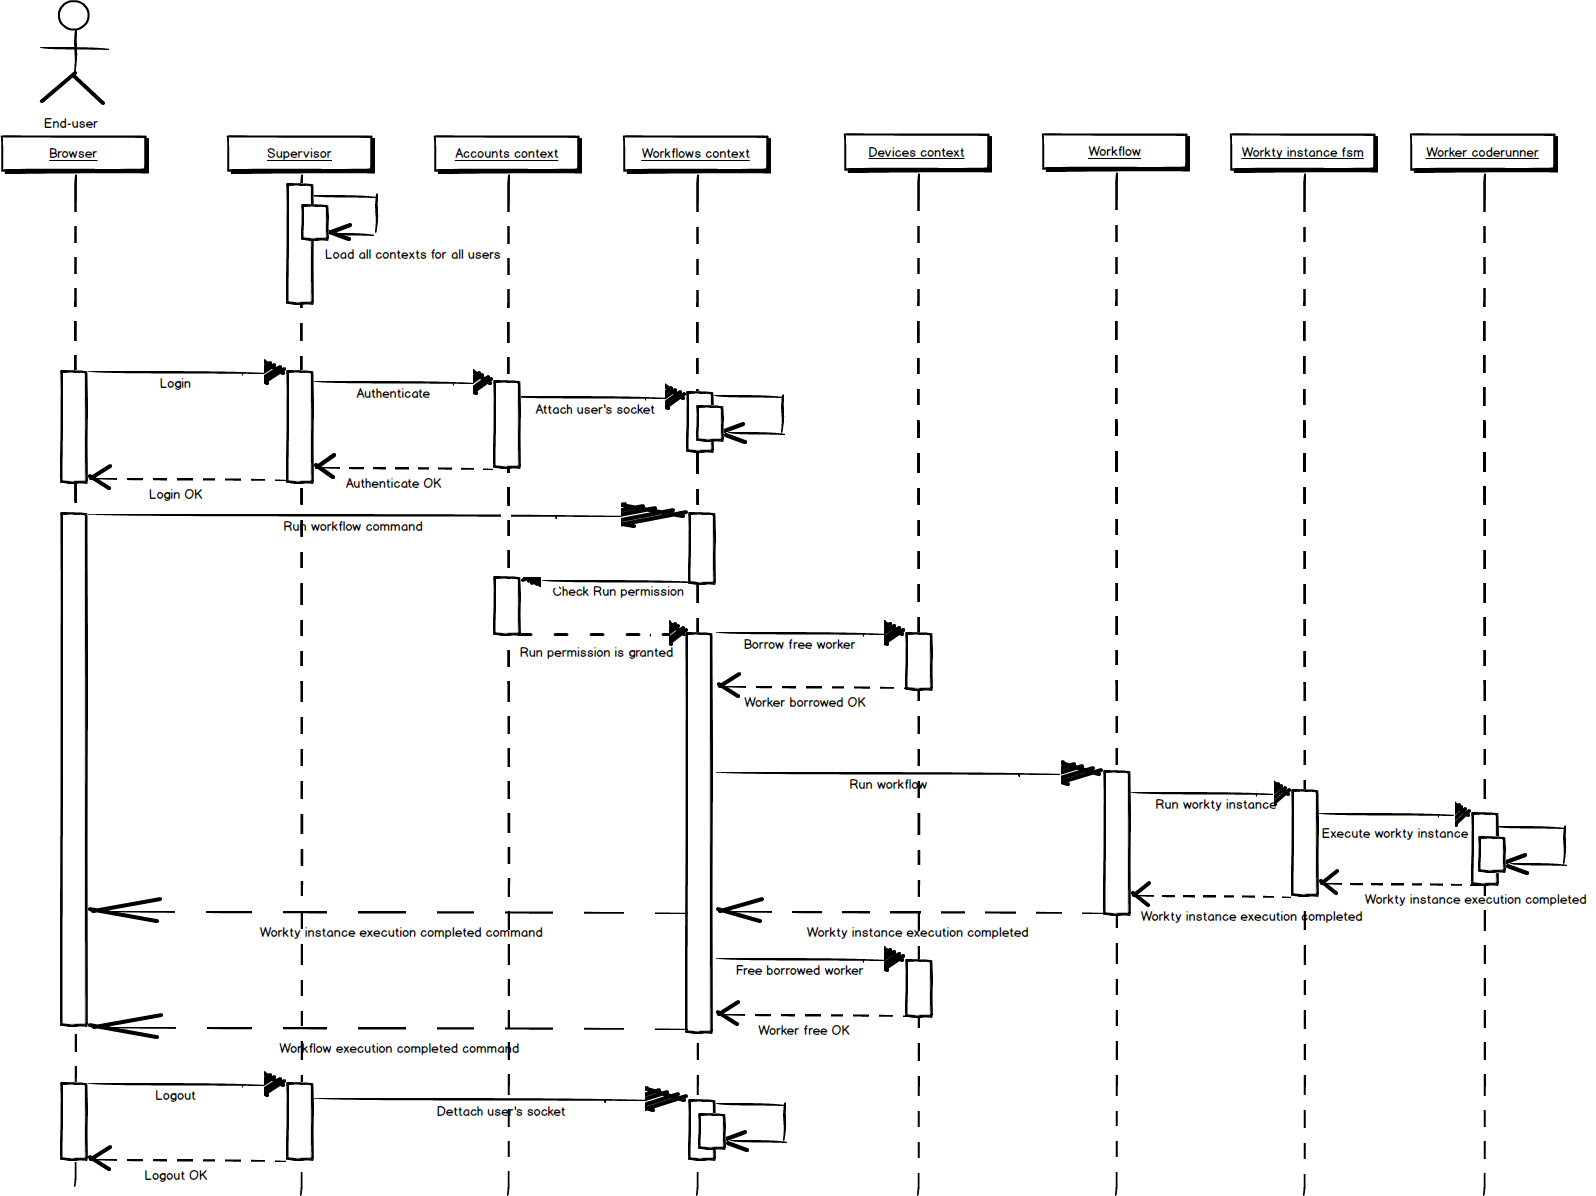 End-user
Browser
Supervisor
Accounts context
Workflows context
Devices context
Workflow
Workty instance fsm
Worker coderunner
Load all contexts for all users
Login
Authenticate
Attach user's socket
Authenticate OK
Login OK
Run workflow command
Check Run permission
Run permission is granted
Borrow free worker
Worker borrowed OK
Run workflow
Run workty instance
Execute workty instance
Workty instance execution completed
Workty instance execution completed
Workty instance execution completed command
Workty instance execution completed
Free borrowed worker
Worker free OK
Workflow execution completed command
Logout
Dettach user's socket
Logout OK